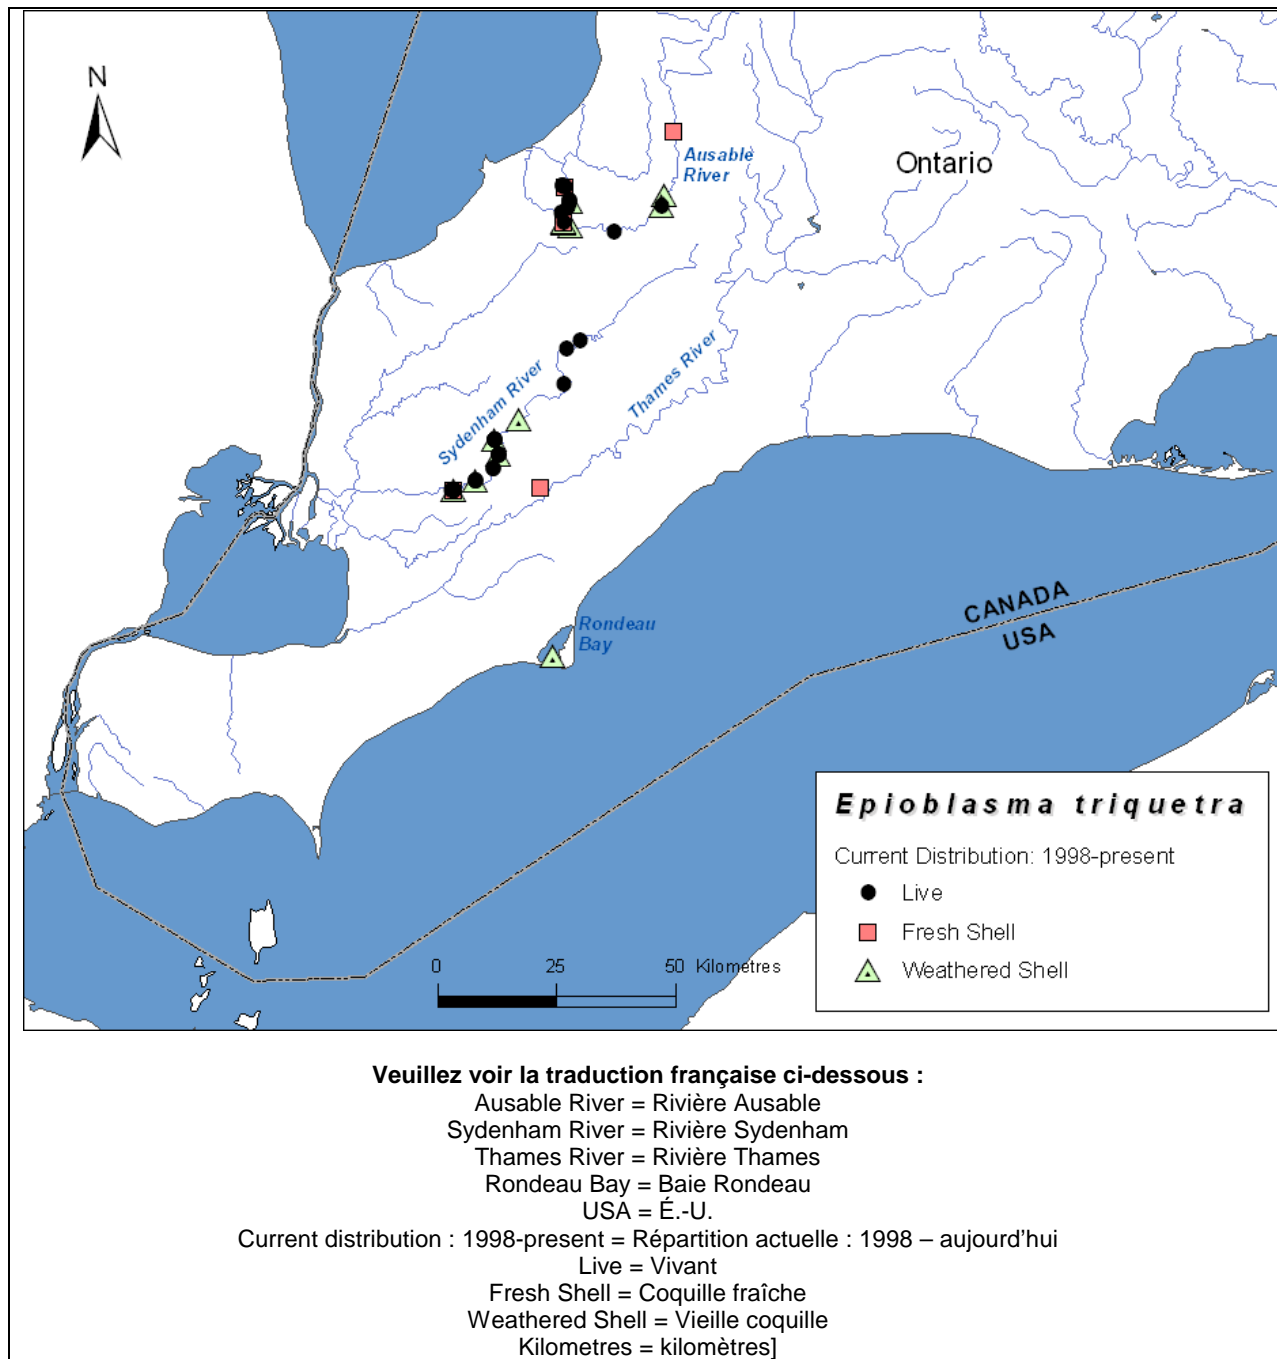 N
Ausable
River
Ontario
Sydenham River
Thames River
Rondeau
Bay
CANADA
USA
Epioblasma triquetra
Current Distribution: 1998-present
Live
Fresh Shell
Weathered Shell
0 25 50 Kilometres
Veuillez voir la traduction française ci-dessous :
Ausable River = Rivière Ausable
Sydenham River = Rivière Sydenham
Thames River = Rivière Thames
Rondeau Bay = Baie Rondeau
USA = É.-U.
Current distribution : 1998-present = Répartition actuelle : 1998 – aujourd’hui
Live = Vivant
Fresh Shell = Coquille fraîche
Weathered Shell = Vieille coquille
Kilometres = kilomètres]